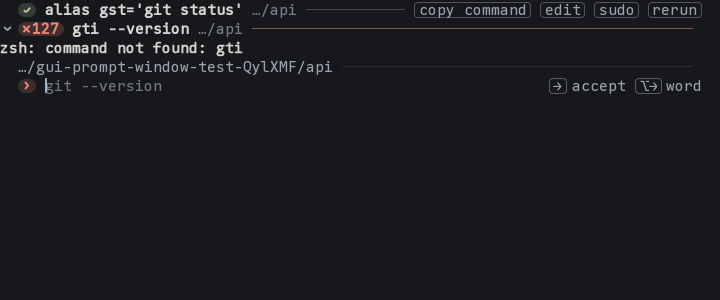 ✓ alias gst='git status' …/api copy command edit sudo rerun
×127 gti --version …/api
zsh: command not found: gti
…/gui-prompt-window-test-QylXMF/api
❯ git --version → accept ⌥→ word